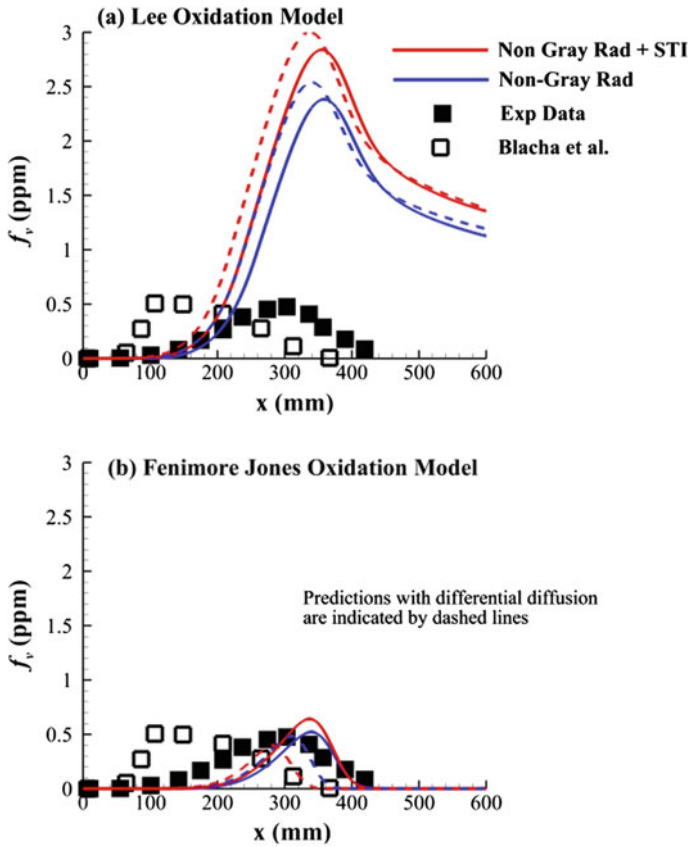 (a) Lee Oxidation Model
3
2.5
2
1.5
1
0.5
0
f_v (ppm)
Non Gray Rad + STI
Non-Gray Rad
Exp Data
Blacha et al.
0 100 200 300 400 500 600
x (mm)
(b) Fenimore Jones Oxidation Model
3
2.5
2
1.5
1
0.5
0
f_v (ppm)
Predictions with differential diffusion
are indicated by dashed lines
0 100 200 300 400 500 600
x (mm)